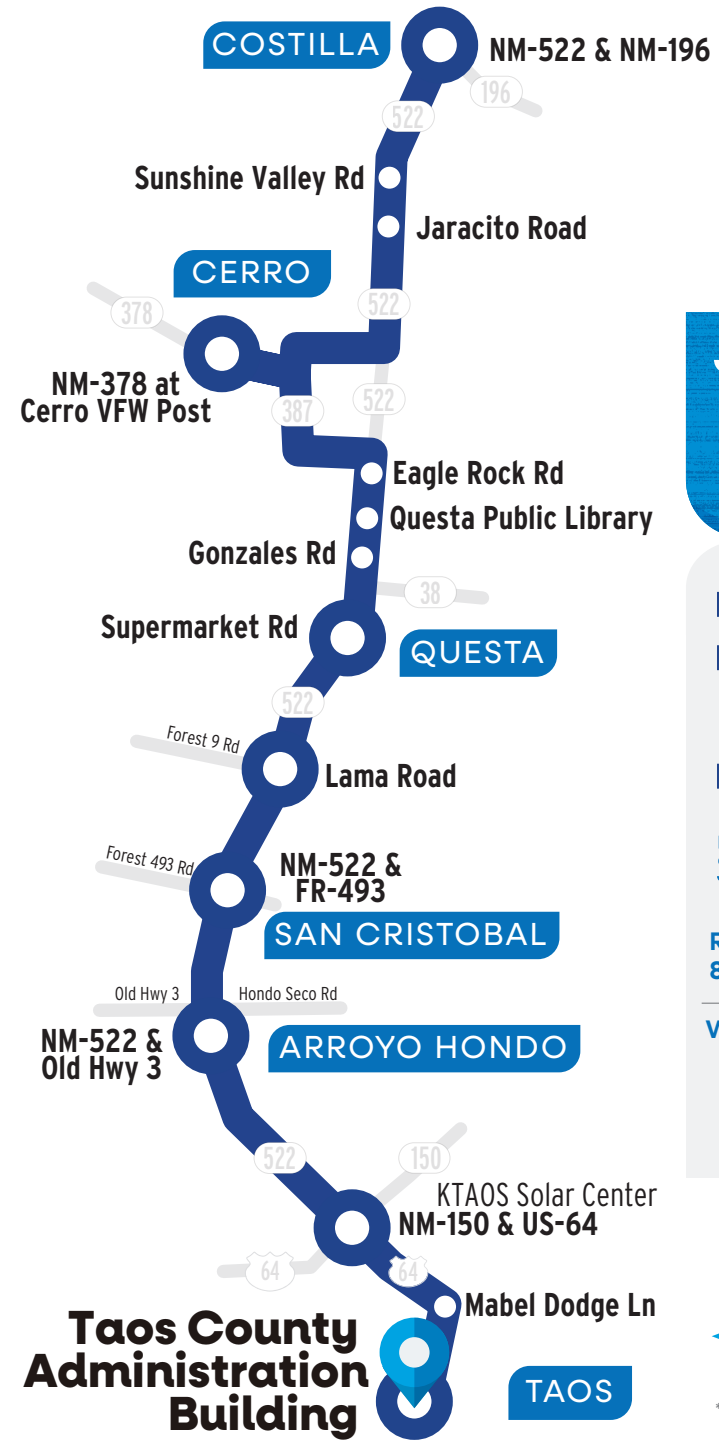 COSTILLA
NM-522 & NM-196
196
522
Sunshine Valley Rd
Jaracito Road
CERRO
378
522
NM-378 at
Cerro VFW Post
387
522
Eagle Rock Rd
Questa Public Library
Gonzales Rd
38
Supermarket Rd
QUESTA
522
Forest 9 Rd
Lama Road
Forest 493 Rd
NM-522 &
FR-493
SAN CRISTOBAL
Old Hwy 3
Hondo Seco Rd
NM-522 &
Old Hwy 3
ARROYO HONDO
522
150
KTAOS Solar Center
NM-150 & US-64
64
64
Mabel Dodge Ln
Taos County
Administration
Building
TAOS